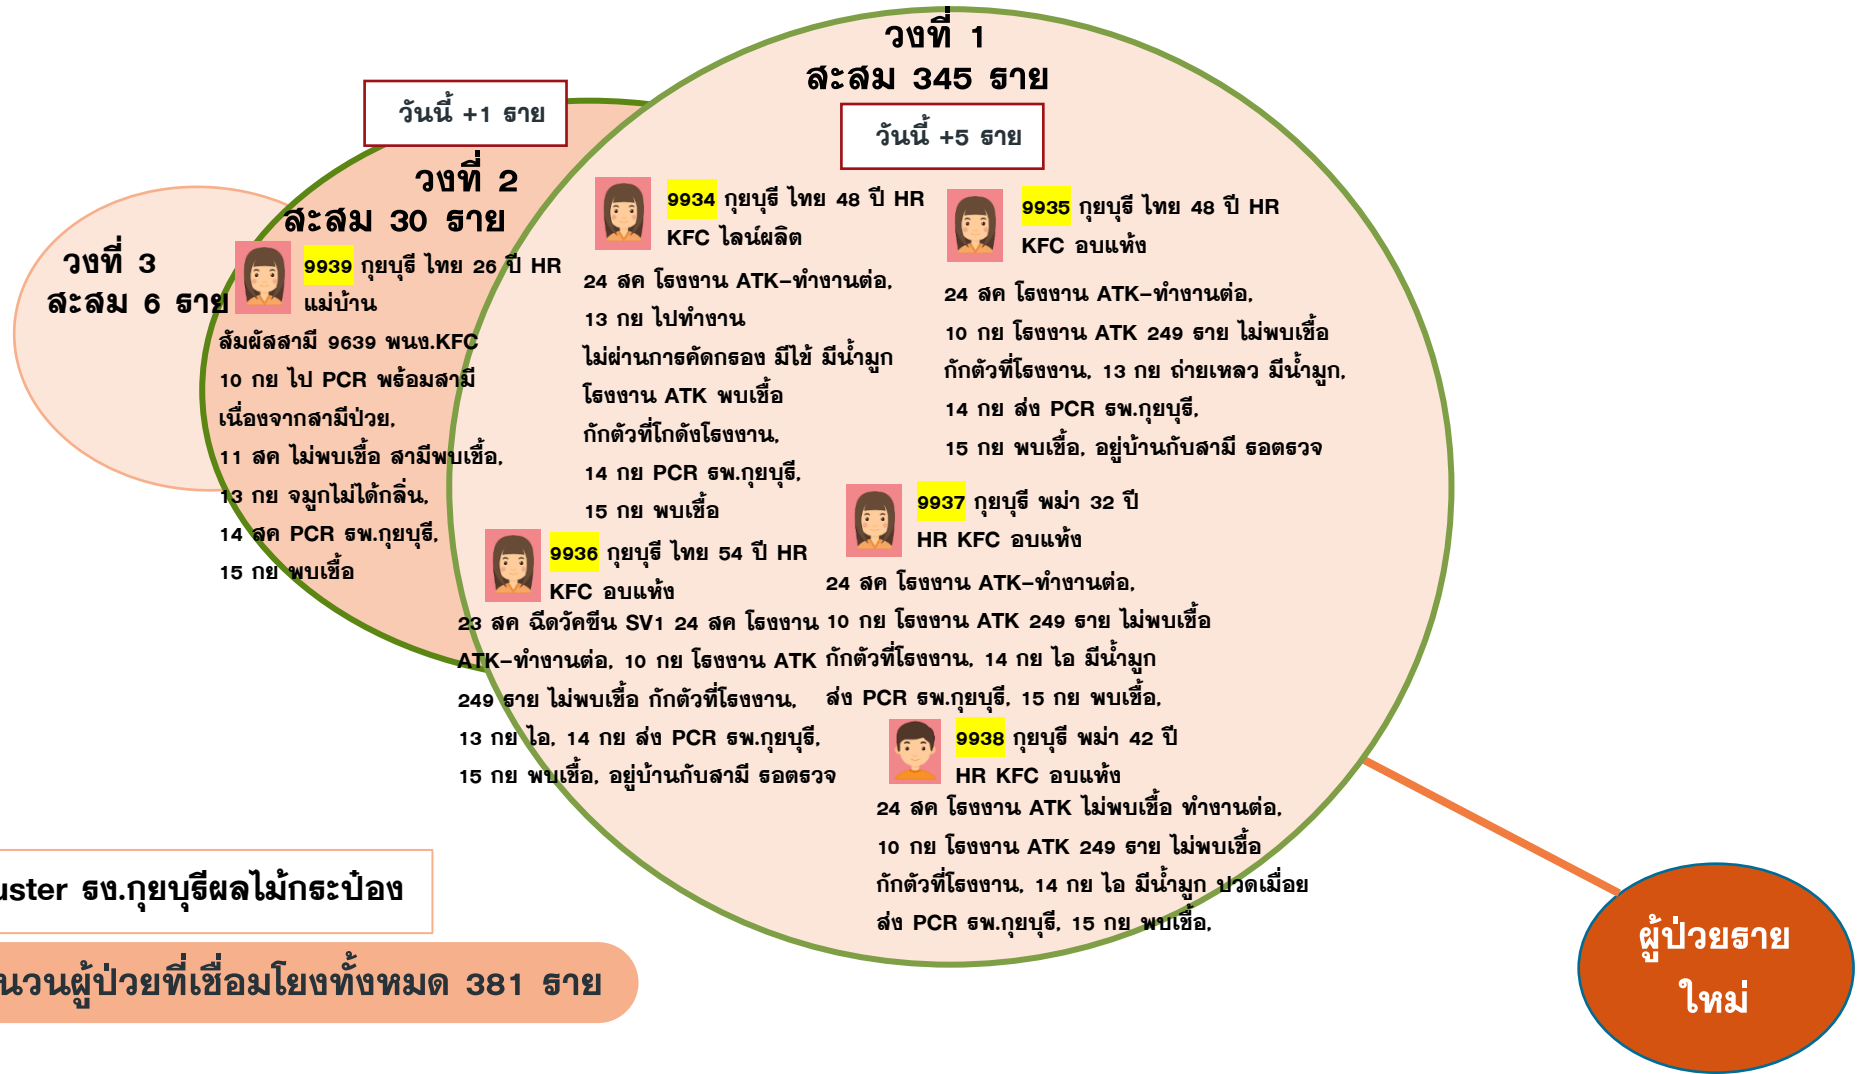 วงที่ 1
สะสม 345 ราย
วันนี้ +5 ราย
วันนี้ +1 ราย
วงที่ 2
สะสม 30 ราย
วงที่ 3
สะสม 6 ราย
9939 กุยบุรี ไทย 26 ปี HR
แม่บ้าน
สัมผัสสามี 9639 พนง.KFC
10 กย ไป PCR พร้อมสามี
เนื่องจากสามีป่วย,
11 สค ไม่พบเชื้อ สามีพบเชื้อ,
13 กย จมูกไม่ได้กลิ่น,
14 สค PCR รพ.กุยบุรี,
15 กย พบเชื้อ
9934 กุยบุรี ไทย 48 ปี HR
KFC ไลน์ผลิต
24 สค โรงงาน ATK-ทำงานต่อ,
13 กย ไปทำงาน
ไม่ผ่านการคัดกรอง มีไข้ มีน้ำมูก
โรงงาน ATK พบเชื้อ
กักตัวที่โกดังโรงงาน,
14 กย PCR รพ.กุยบุรี,
15 กย พบเชื้อ
9935 กุยบุรี ไทย 48 ปี HR
KFC อบแห้ง
24 สค โรงงาน ATK-ทำงานต่อ,
10 กย โรงงาน ATK 249 ราย ไม่พบเชื้อ
กักตัวที่โรงงาน, 13 กย ถ่ายเหลว มีน้ำมูก,
14 กย ส่ง PCR รพ.กุยบุรี,
15 กย พบเชื้อ, อยู่บ้านกับสามี รอตรวจ
9936 กุยบุรี ไทย 54 ปี HR
KFC อบแห้ง
23 สค ฉีดวัคซีน SV1 24 สค โรงงาน
ATK-ทำงานต่อ, 10 กย โรงงาน ATK
249 ราย ไม่พบเชื้อ กักตัวที่โรงงาน,
13 กย ไอ, 14 กย ส่ง PCR รพ.กุยบุรี,
15 กย พบเชื้อ, อยู่บ้านกับสามี รอตรวจ
9937 กุยบุรี พม่า 32 ปี
HR KFC อบแห้ง
24 สค โรงงาน ATK-ทำงานต่อ,
10 กย โรงงาน ATK 249 ราย ไม่พบเชื้อ
กักตัวที่โรงงาน, 14 กย ไอ มีน้ำมูก
ส่ง PCR รพ.กุยบุรี, 15 กย พบเชื้อ,
9938 กุยบุรี พม่า 42 ปี
HR KFC อบแห้ง
24 สค โรงงาน ATK ไม่พบเชื้อ ทำงานต่อ,
10 กย โรงงาน ATK 249 ราย ไม่พบเชื้อ
กักตัวที่โรงงาน, 14 กย ไอ มีน้ำมูก ปวดเมื่อย
ส่ง PCR รพ.กุยบุรี, 15 กย พบเชื้อ,
uster รง.กุยบุรีผลไม้กระป๋อง
นวนผู้ป่วยที่เชื่อมโยงทั้งหมด 381 ราย
ผู้ป่วยราย
ใหม่